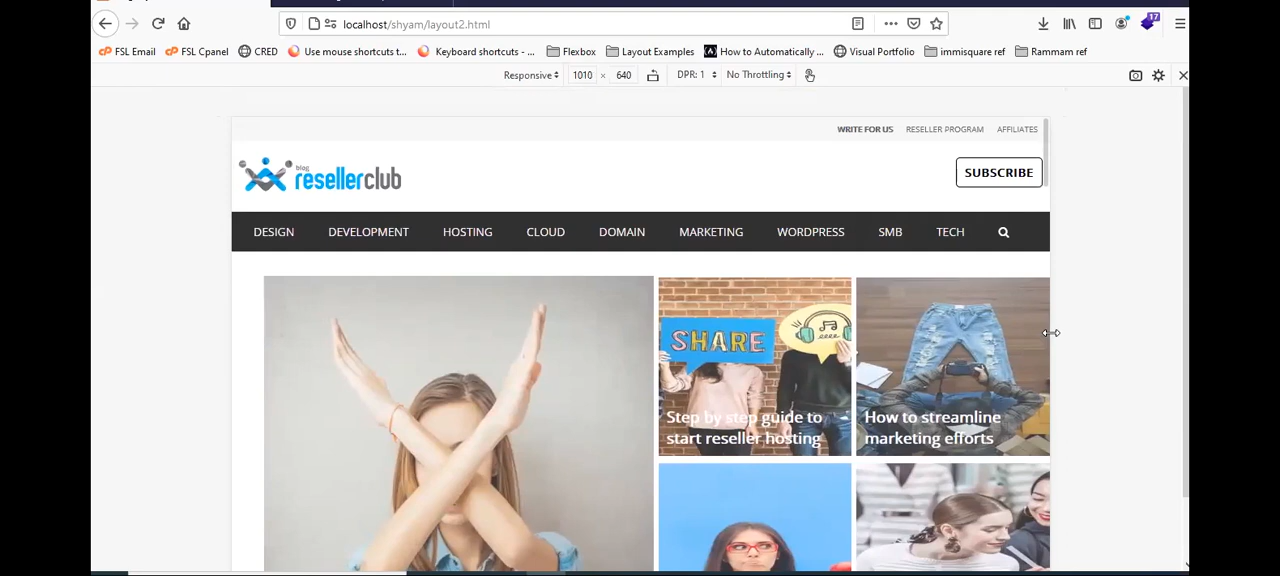 localhost/shyam/layout2.html
17
FSL Email
FSL Cpanel
CRED
Use mouse shortcuts t...
Keyboard shortcuts - ...
Flexbox
Layout Examples
How to Automatically ...
Visual Portfolio
immisquare ref
Rammam ref
Responsive
1010 × 640
DPR: 1
No Throttling
WRITE FOR US
RESELLER PROGRAM
AFFILIATES
blog
resellerclub
SUBSCRIBE
DESIGN
DEVELOPMENT
HOSTING
CLOUD
DOMAIN
MARKETING
WORDPRESS
SMB
TECH
SHARE
Step by step guide to
start reseller hosting
How to streamline
marketing efforts